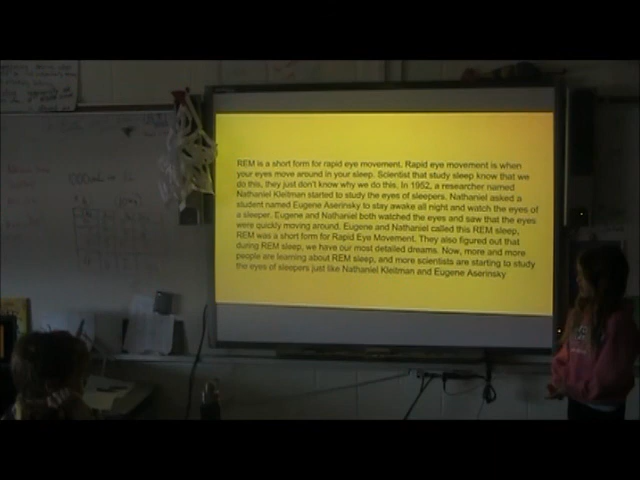 REM is a short form for rapid eye movement. Rapid eye movement is when
your eyes move around in your sleep. Scientist that study sleep know that we
do this, they just don't know why we do this. In 1952, a researcher named
Nathaniel Kleitman started to study the eyes of sleepers. Nathaniel asked a
student named Eugene Aserinsky to stay awake all night and watch the eyes of
a sleeper. Eugene and Nathaniel both watched the eyes and saw that the eyes
were quickly moving around. Eugene and Nathaniel called this REM sleep,
REM was a short form for Rapid Eye Movement. They also figured out that
during REM sleep, we have our most detailed dreams. Now, more and more
people are learning about REM sleep, and more scientists are starting to study
the eyes of sleepers just like Nathaniel Kleitman and Eugene Aserinsky